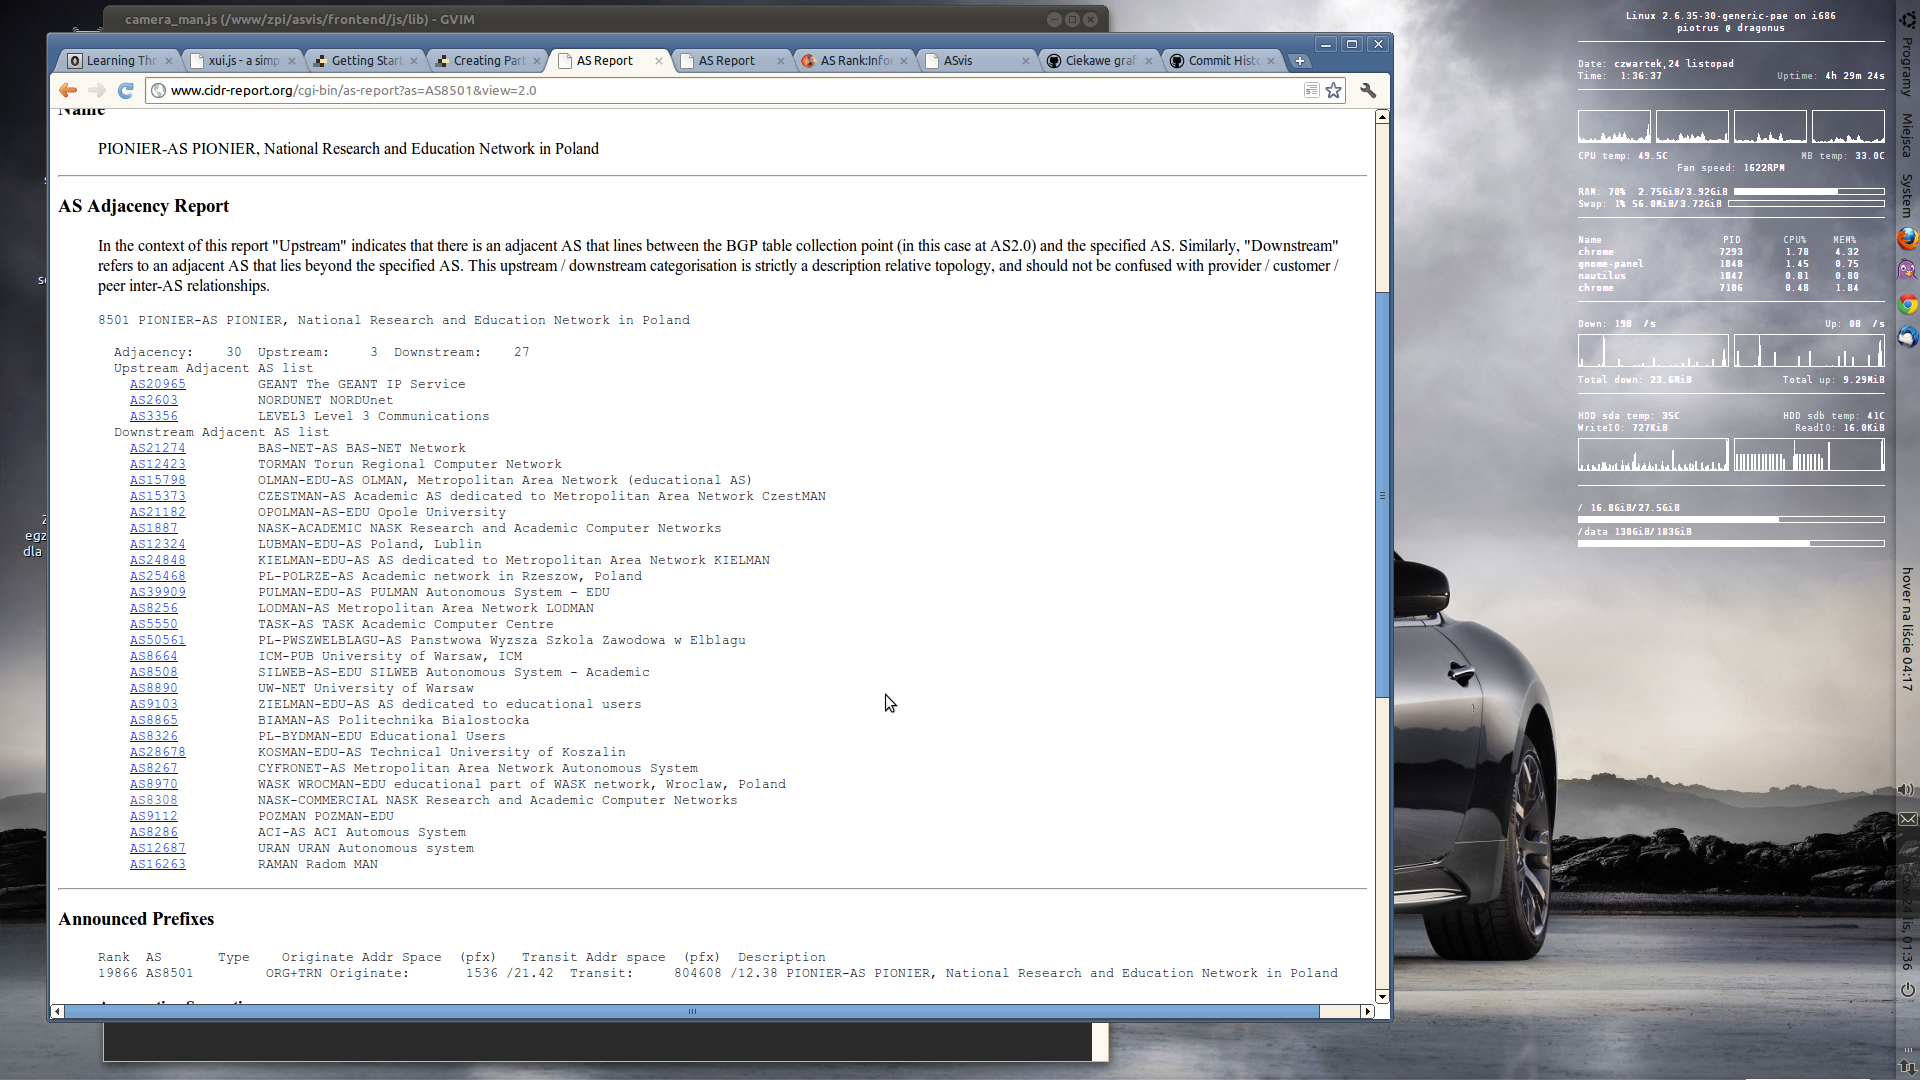 camera_man.js (/www/zpi/asvis/frontend/js/lib) - GVIM
Learning Thr
xui.js - a simp
Getting Start
Creating Part
AS Report
AS Report
AS Rank:Info
ASvis
Ciekawe graf
Commit Histo
www.cidr-report.org/cgi-bin/as-report?as=AS8501&view=2.0
Name
PIONIER-AS PIONIER, National Research and Education Network in Poland
AS Adjacency Report
In the context of this report "Upstream" indicates that there is an adjacent AS that lines between the BGP table collection point (in this case at AS2.0) and the specified AS. Similarly, "Downstream"
refers to an adjacent AS that lies beyond the specified AS. This upstream / downstream categorisation is strictly a description relative topology, and should not be confused with provider / customer /
peer inter-AS relationships.
8501 PIONIER-AS PIONIER, National Research and Education Network in Poland
Adjacency: 30 Upstream: 3 Downstream: 27
Upstream Adjacent AS list
AS20965 GEANT The GEANT IP Service
AS2603 NORDUNET NORDUnet
AS3356 LEVEL3 Level 3 Communications
Downstream Adjacent AS list
AS21274 BAS-NET-AS BAS-NET Network
AS12423 TORMAN Torun Regional Computer Network
AS15798 OLMAN-EDU-AS OLMAN, Metropolitan Area Network (educational AS)
AS15373 CZESTMAN-AS Academic AS dedicated to Metropolitan Area Network CzestMAN
AS21182 OPOLMAN-AS-EDU Opole University
AS1887 NASK-ACADEMIC NASK Research and Academic Computer Networks
AS12324 LUBMAN-EDU-AS Poland, Lublin
AS24848 KIELMAN-EDU-AS AS dedicated to Metropolitan Area Network KIELMAN
AS25468 PL-POLRZE-AS Academic network in Rzeszow, Poland
AS39909 PULMAN-EDU-AS PULMAN Autonomous System - EDU
AS8256 LODMAN-AS Metropolitan Area Network LODMAN
AS5550 TASK-AS TASK Academic Computer Centre
AS50561 PL-PWSZWELBLAGU-AS Panstwowa Wyzsza Szkola Zawodowa w Elblagu
AS8664 ICM-PUB University of Warsaw, ICM
AS8508 SILWEB-AS-EDU SILWEB Autonomous System - Academic
AS8890 UW-NET University of Warsaw
AS9103 ZIELMAN-EDU-AS AS dedicated to educational users
AS8865 BIAMAN-AS Politechnika Bialostocka
AS8326 PL-BYDMAN-EDU Educational Users
AS28678 KOSMAN-EDU-AS Technical University of Koszalin
AS8267 CYFRONET-AS Metropolitan Area Network Autonomous System
AS8970 WASK WROCMAN-EDU educational part of WASK network, Wroclaw, Poland
AS8308 NASK-COMMERCIAL NASK Research and Academic Computer Networks
AS9112 POZMAN POZMAN-EDU
AS8286 ACI-AS ACI Automous System
AS12687 URAN URAN Autonomous system
AS16263 RAMAN Radom MAN
Announced Prefixes
Rank AS Type Originate Addr Space (pfx) Transit Addr space (pfx) Description
19866 AS8501 ORG+TRN Originate: 1536 /21.42 Transit: 804608 /12.38 PIONIER-AS PIONIER, National Research and Education Network in Poland
egz
dla
Linux 2.6.35-30-generic-pae on i686
piotrus @ dragonus
Date: czwartek,24 listopad
Time: 1:36:37 Uptime: 4h 29m 24s
CPU temp: 49.5C MB temp: 33.0C
Fan speed: 1622RPM
RAM: 70% 2.75GiB/3.92GiB
Swap: 1% 56.0MiB/3.72GiB
Name PID CPU% MEM%
chrome 7293 1.78 4.32
gnome-panel 1848 1.45 0.75
nautilus 1847 0.81 0.80
chrome 7106 0.48 1.84
Down: 19B /s Up: 0B /s
Total down: 23.6MiB Total up: 9.29MiB
HDD sda temp: 35C HDD sdb temp: 41C
WriteIO: 727KiB ReadIO: 16.0KiB
/ 16.8GiB/27.5GiB
/data 130GiB/183GiB
Programy
Miejsca
System
hover na liście 04:17
Czw 24 lis, 01:36